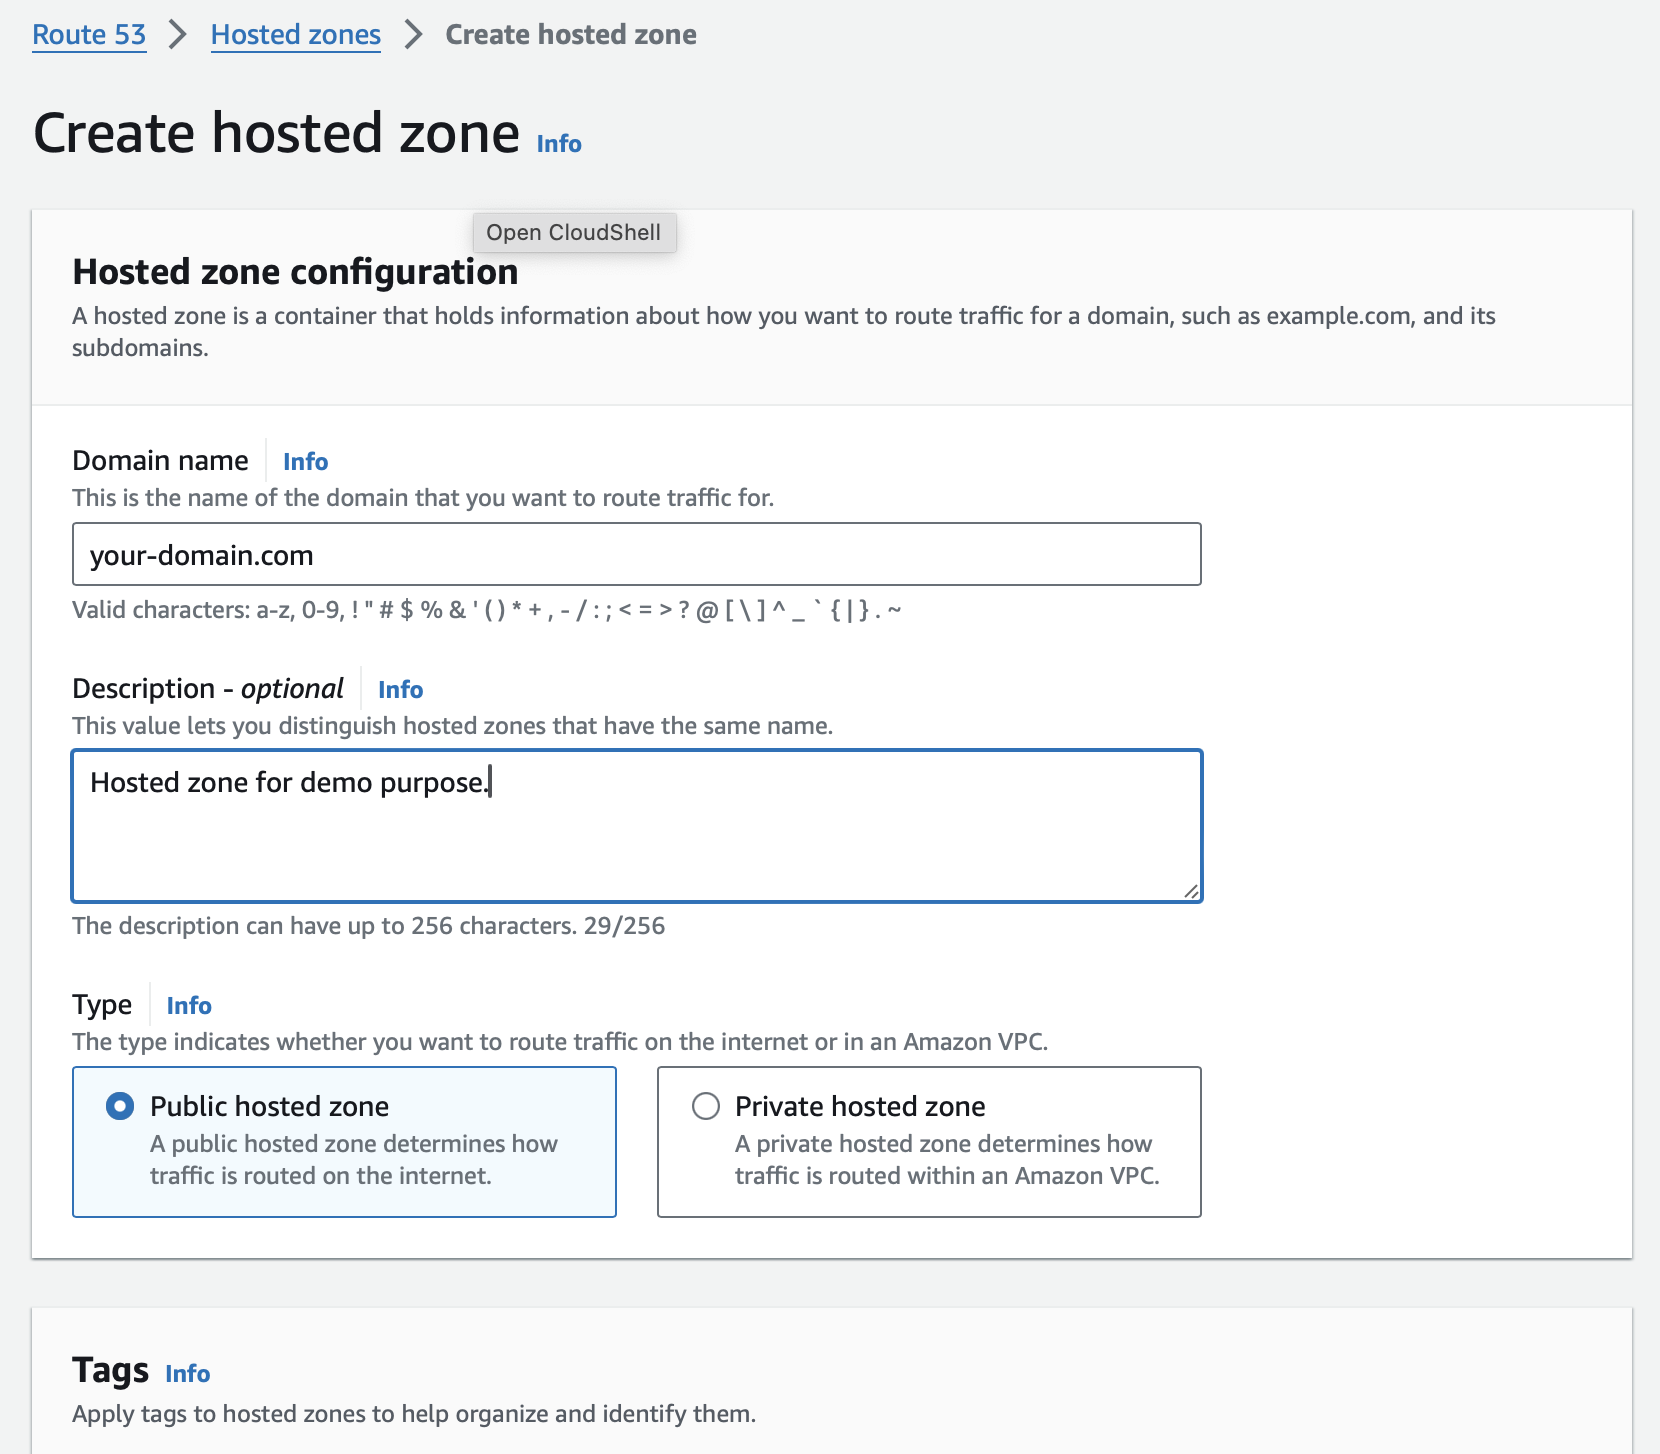 Route 53 > Hosted zones > Create hosted zone
Create hosted zone Info
Open CloudShell
Hosted zone configuration
A hosted zone is a container that holds information about how you want to route traffic for a domain, such as example.com, and its
subdomains.
Domain name Info
This is the name of the domain that you want to route traffic for.
your-domain.com
Valid characters: a-z, 0-9, ! " # $ % & ' ( ) * + , - / : ; < = > ? @ [ \ ] ^ _ ` { | } . ~
Description - optional Info
This value lets you distinguish hosted zones that have the same name.
Hosted zone for demo purpose.
The description can have up to 256 characters. 29/256
Type Info
The type indicates whether you want to route traffic on the internet or in an Amazon VPC.
Public hosted zone
A public hosted zone determines how
traffic is routed on the internet.
Private hosted zone
A private hosted zone determines how
traffic is routed within an Amazon VPC.
Tags Info
Apply tags to hosted zones to help organize and identify them.